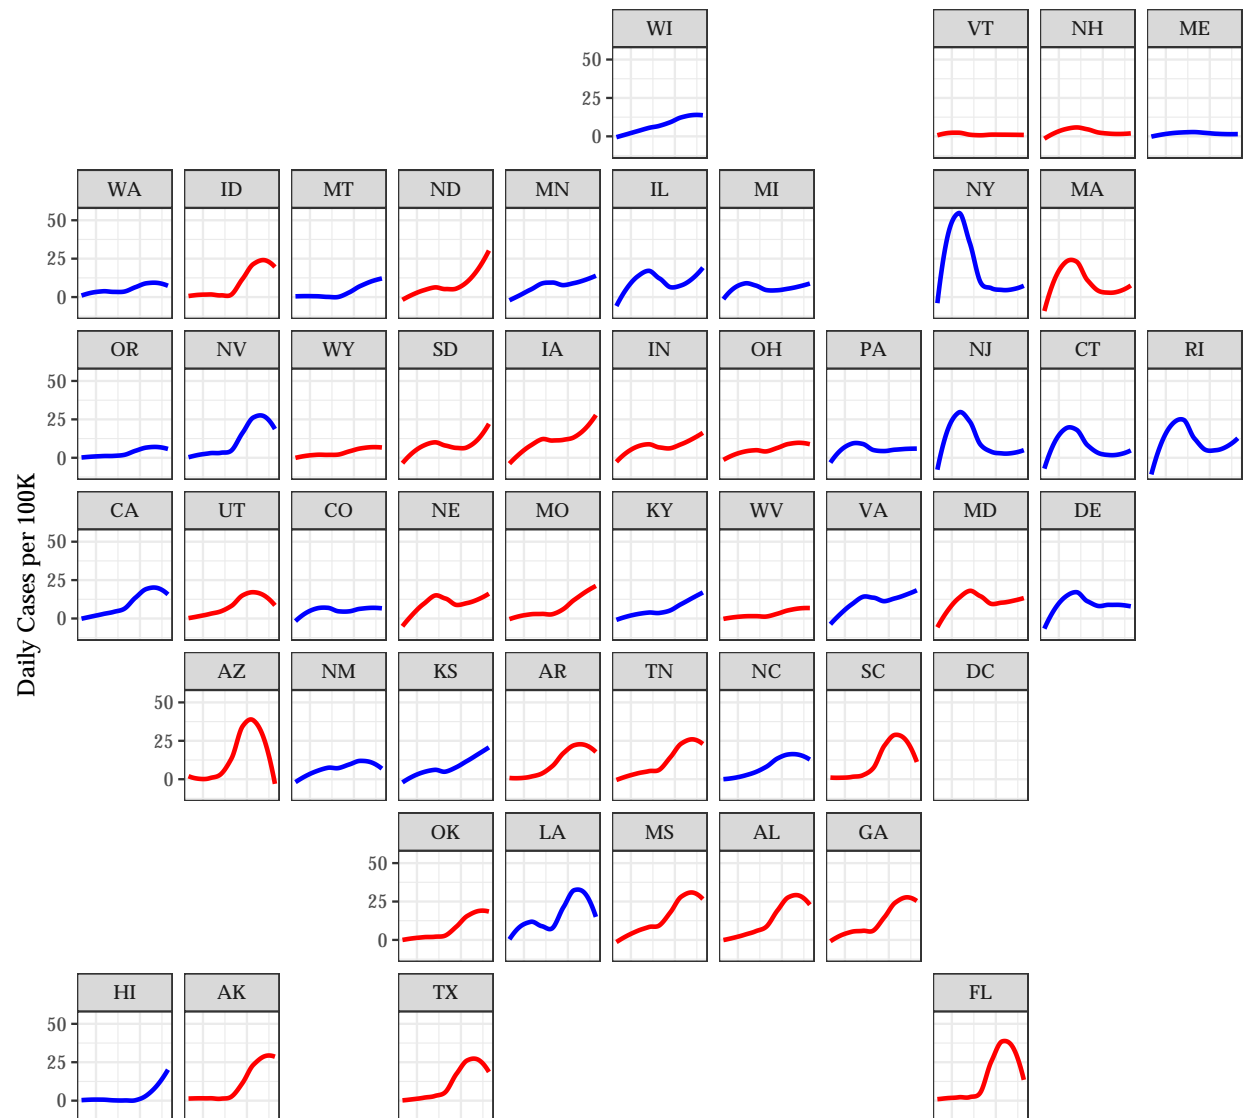 WI VT NH ME
50
25
0
WA ID MT ND MN IL MI NY MA
50
25
0
OR NV WY SD IA IN OH PA NJ CT RI
50
25
0
Daily Cases per 100K
CA UT CO NE MO KY WV VA MD DE
50
25
0
AZ NM KS AR TN NC SC DC
50
25
0
OK LA MS AL GA
50
25
0
HI AK TX FL
50
25
0